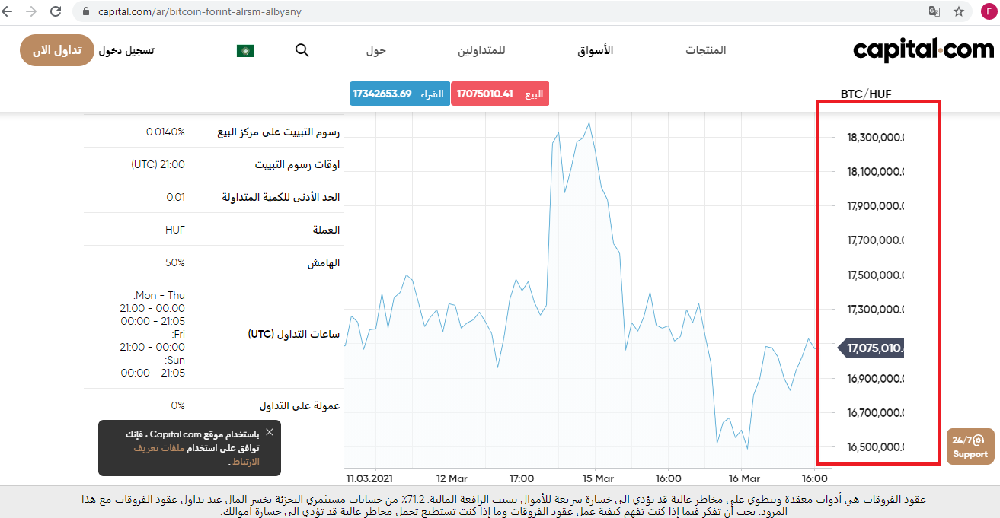 capital.com/ar/bitcoin-forint-alrsm-albyany
capital.com
المنتجات
الأسواق
للمتداولين
حول
تسجيل دخول
تداول الان
BTC/HUF
البيع 17075010.41
الشراء 17342653.69
18,300,000.0
18,100,000.0
17,900,000.0
17,700,000.0
17,500,000.0
17,300,000.0
17,075,010.
16,900,000.0
16,700,000.0
16,500,000.0
11.03.2021
12 Mar
17:00
15 Mar
16:00
16 Mar
16:00
رسوم التبييت على مركز البيع 0.0140%
اوقات رسوم التبييت 21:00 (UTC)
الحد الأدنى للكمية المتداولة 0.01
العملة HUF
الهامش 50%
ساعات التداول (UTC)
Mon - Thu:
00:00 - 21:00
21:05 - 00:00
Fri:
00:00 - 21:00
Sun:
21:05 - 00:00
عمولة على التداول 0%
باستخدام موقع Capital.com ، فإنك
توافق على استخدام ملفات تعريف
الارتباط .
24/7
Support
عقود الفروقات هي أدوات معقدة وتنطوي على مخاطر عالية قد تؤدي الى خسارة سريعة للأموال بسبب الرافعة المالية. 71.2٪ من حسابات مستثمري التجزئة تخسر المال عند تداول عقود الفروقات مع هذا
المزود. يجب أن تفكر فيما إذا كنت تفهم كيفية عمل عقود الفروقات وما إذا كنت تستطيع تحمل مخاطر عالية قد تؤدي الى خسارة اموالك.